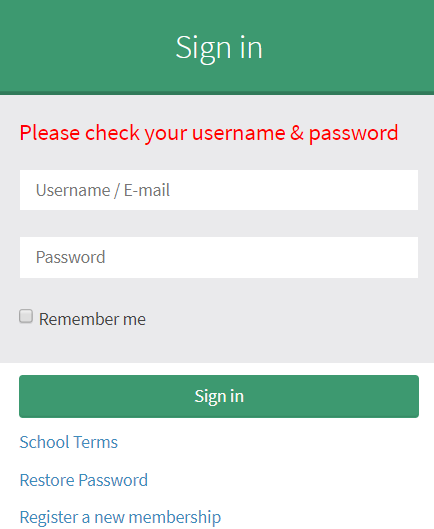 Sign in
Please check your username & password
Username / E-mail
Password
Remember me
Sign in
School Terms
Restore Password
Register a new membership